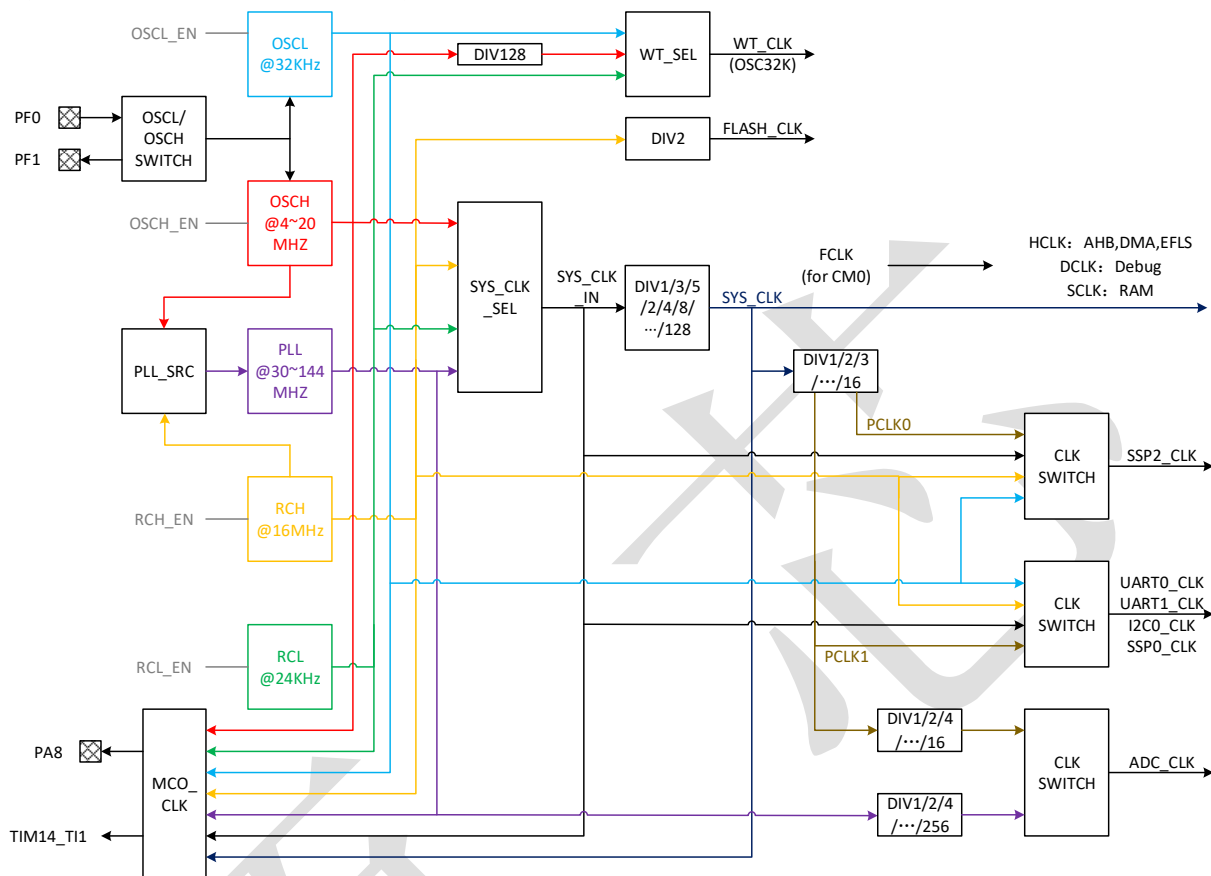 OSCL_EN
OSCL
@32KHz
DIV128
WT_SEL
WT_CLK
(OSC32K)
PF0
PF1
OSCL/
OSCH
SWITCH
DIV2
FLASH_CLK
OSCH_EN
OSCH
@4~20
MHZ
SYS_CLK
_SEL
SYS_CLK
_IN
DIV1/3/5
/2/4/8/
…/128
SYS_CLK
FCLK
(for CM0)
HCLK：AHB,DMA,EFLS
DCLK：Debug
SCLK：RAM
PLL_SRC
PLL
@30~144
MHZ
DIV1/2/3
/…/16
PCLK0
CLK
SWITCH
SSP2_CLK
RCH_EN
RCH
@16MHz
CLK
SWITCH
UART0_CLK
UART1_CLK
I2C0_CLK
SSP0_CLK
PCLK1
RCL_EN
RCL
@24KHz
PA8
TIM14_TI1
MCO_
CLK
DIV1/2/4
/…/16
DIV1/2/4
/…/256
CLK
SWITCH
ADC_CLK